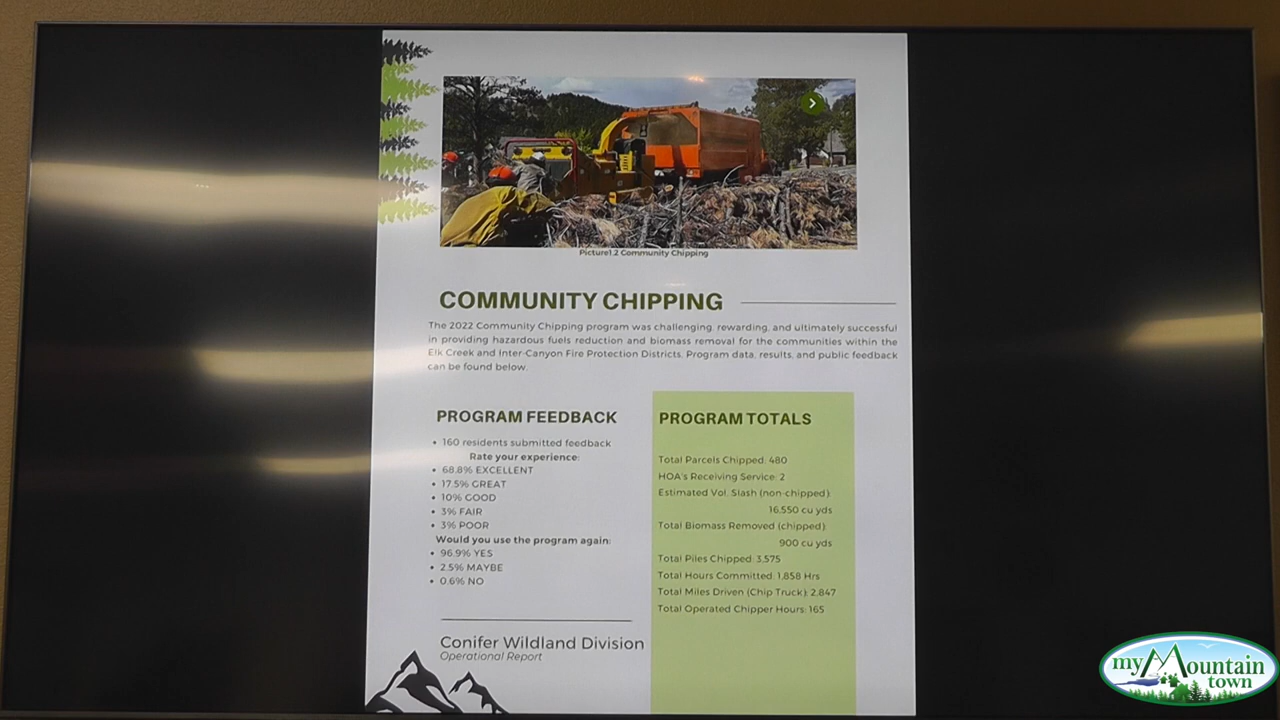 Picture1.2 Community Chipping
COMMUNITY CHIPPING
The 2022 Community Chipping program was challenging, rewarding, and ultimately successful
in providing hazardous fuels reduction and biomass removal for the communities within the
Elk Creek and Inter-Canyon Fire Protection Districts. Program data, results, and public feedback
can be found below.
PROGRAM FEEDBACK
• 160 residents submitted feedback
Rate your experience:
• 68.8% EXCELLENT
• 17.5% GREAT
• 10% GOOD
• 3% FAIR
• 3% POOR
Would you use the program again:
• 96.9% YES
• 2.5% MAYBE
• 0.6% NO
Conifer Wildland Division
Operational Report
PROGRAM TOTALS
Total Parcels Chipped: 480
HOA's Receiving Service: 2
Estimated Vol. Slash (non-chipped):
16,550 cu yds
Total Biomass Removed (chipped):
900 cu yds
Total Piles Chipped: 3,575
Total Hours Committed: 1,858 Hrs
Total Miles Driven (Chip Truck): 2,847
Total Operated Chipper Hours: 165
my Mountain
town